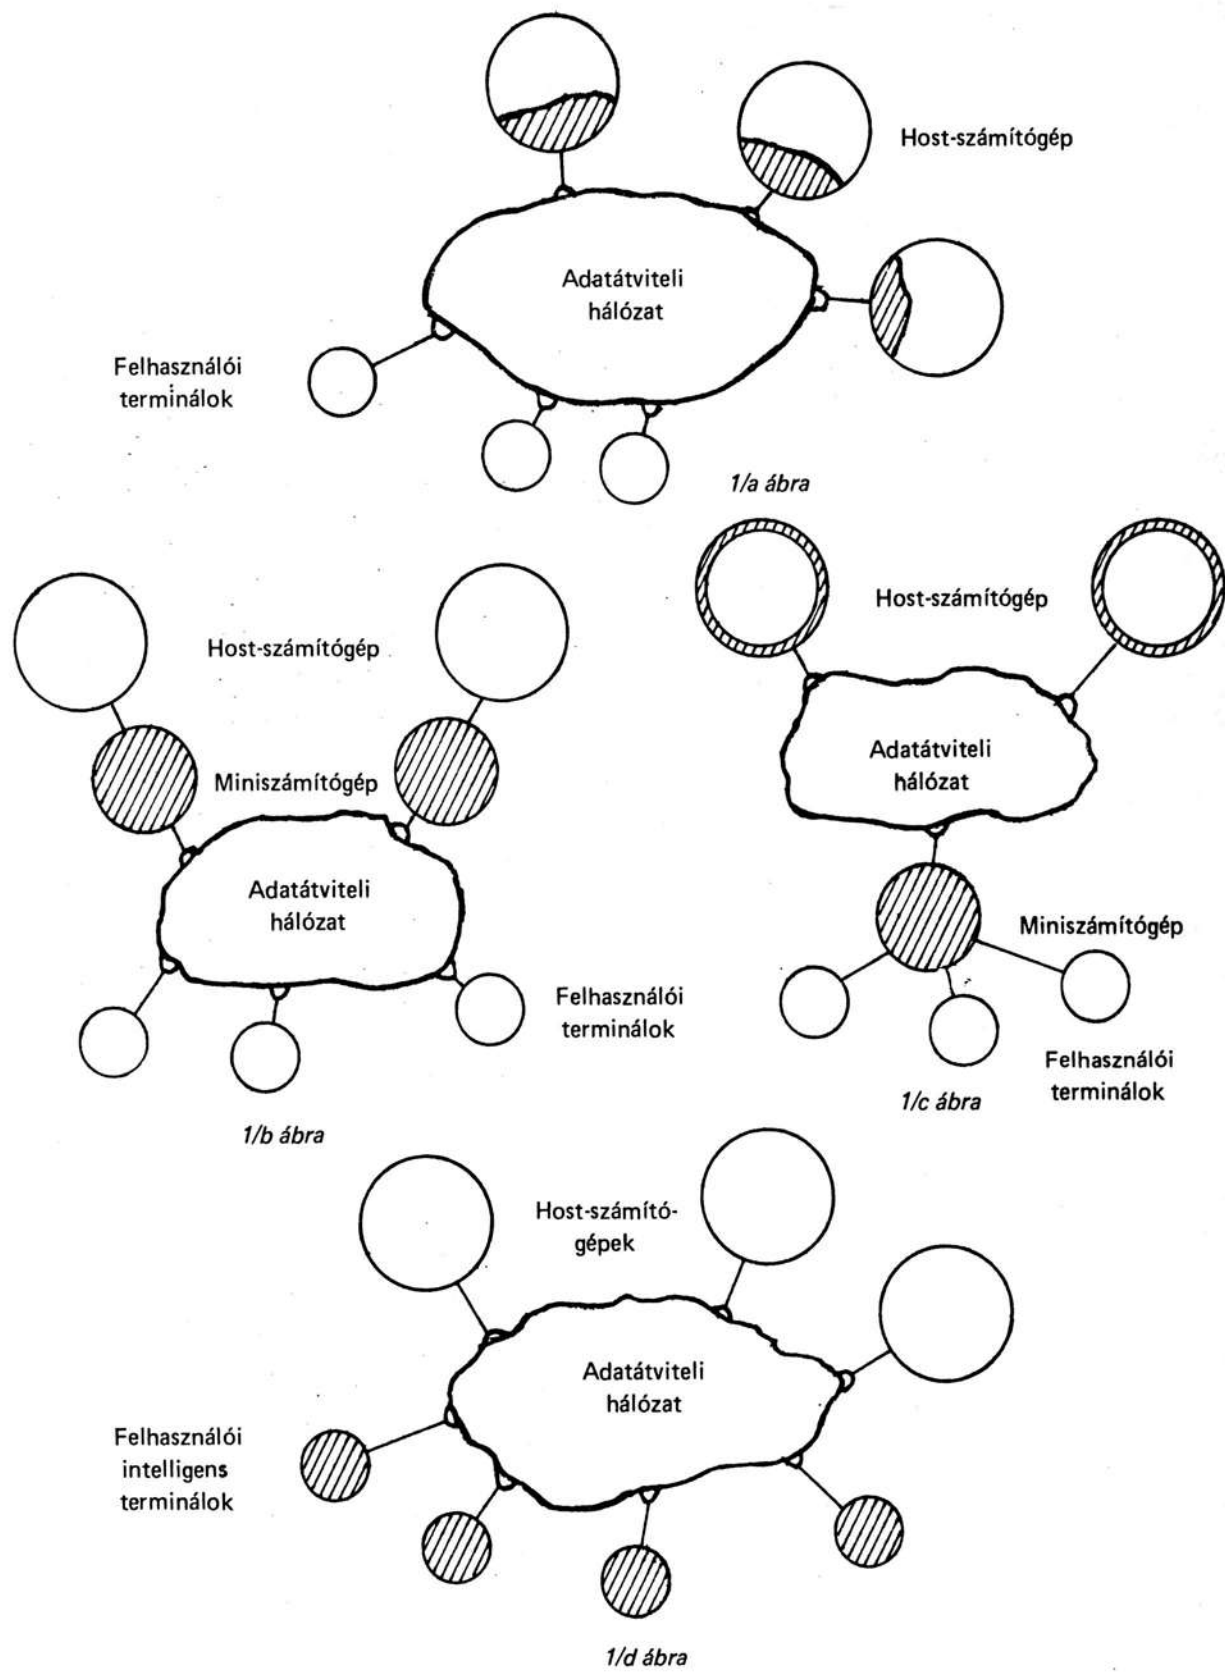 Host-számítógép
Adatátviteli
hálózat
Felhasználói
terminálok
1/a ábra
Host-számítógép
Miniszámítógép
Adatátviteli
hálózat
Felhasználói
terminálok
1/b ábra
Host-számítógép
Adatátviteli
hálózat
Miniszámítógép
Felhasználói
terminálok
1/c ábra
Host-számító-
gépek
Adatátviteli
hálózat
Felhasználói
intelligens
terminálok
1/d ábra